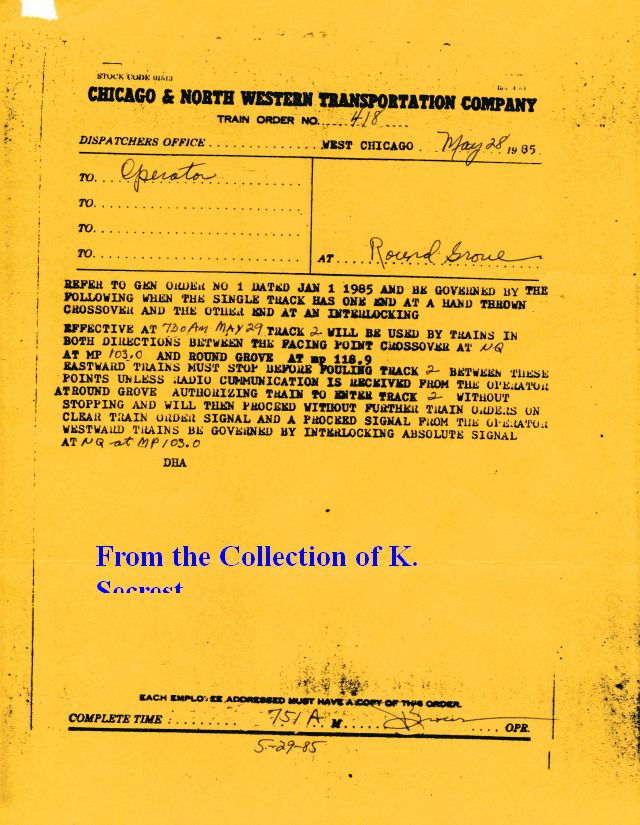 STOCK CODE 01513
CHICAGO & NORTH WESTERN TRANSPORTATION COMPANY
TRAIN ORDER NO. 418
DISPATCHERS OFFICE WEST CHICAGO. May 28 1985.
TO. Operator
TO.
TO.
TO.
AT Round Grove
REFER TO GEN ORDER NO 1 DATED JAN 1 1985 AND BE GOVERNED BY THE
FOLLOWING WHEN THE SINGLE TRACK HAS ONE END AT A HAND THROWN
CROSSOVER AND THE OTHER END AT AN INTERLOCKING
EFFECTIVE AT 730 Am MAY 29 TRACK 2 WILL BE USED BY TRAINS IN
BOTH DIRECTIONS BETWEEN THE FACING POINT CROSSOVER AT NQ
AT MP 103.0 AND ROUND GROVE AT mp 118.9
EASTWARD TRAINS MUST STOP BEFORE FOULING TRACK 2 BETWEEN THESE
POINTS UNLESS RADIO CUMMUNICATION IS RECEIVED FROM THE OPERATOR
AT ROUND GROVE AUTHORIZING TRAIN TO ENTER TRACK 2 WITHOUT
STOPPING AND WILL THEN PROCEED WITHOUT FURTHER TRAIN ORDERS ON
CLEAR TRAIN ORDER SIGNAL AND A PROCEED SIGNAL FROM THE OPERATOR
WESTWARD TRAINS BE GOVERNED BY INTERLOCKING ABSOLUTE SIGNAL
AT NQ at MP 103.0
DHA
From the Collection of K.
Secrest
EACH EMPLOYEE ADDRESSED MUST HAVE A COPY OF THIS ORDER.
COMPLETE TIME : 751 A M OPR.
5-29-85